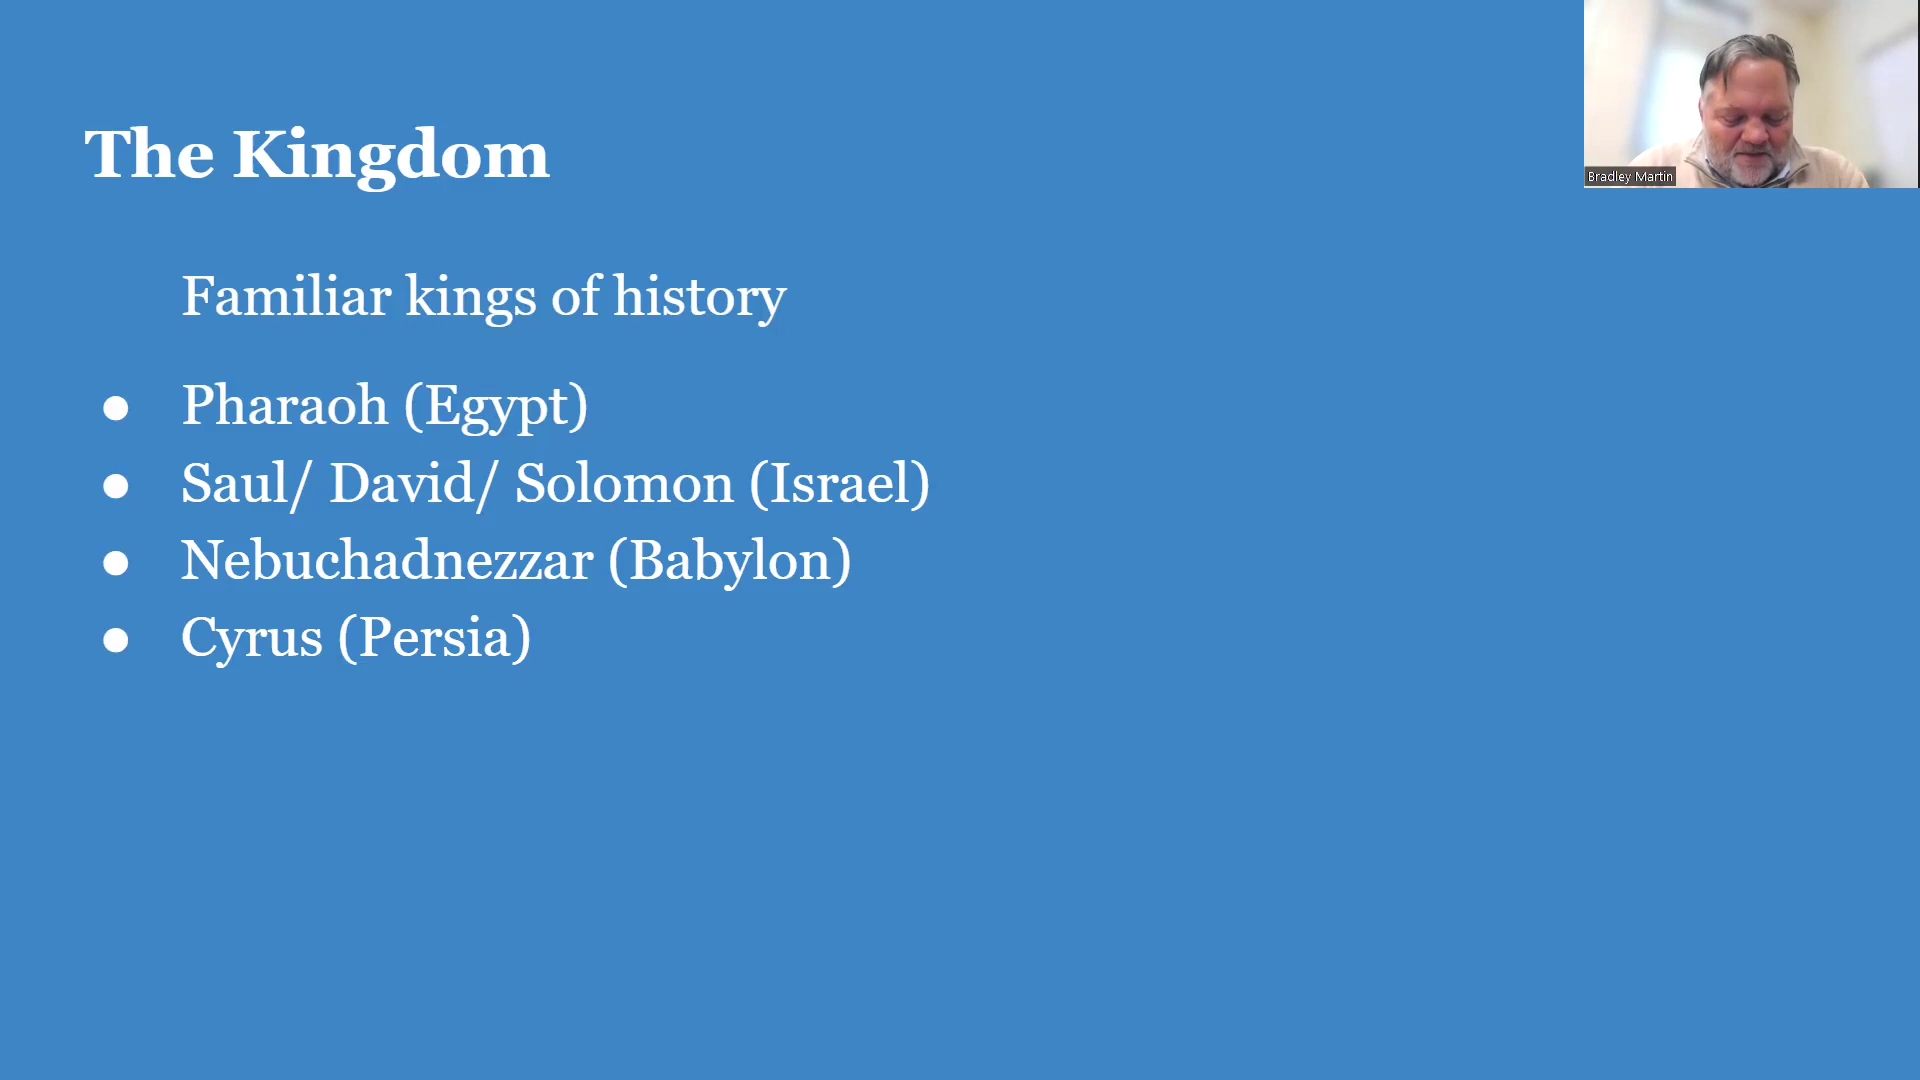 The Kingdom
Familiar kings of history
● Pharaoh (Egypt)
● Saul/ David/ Solomon (Israel)
● Nebuchadnezzar (Babylon)
● Cyrus (Persia)
Bradley Martin